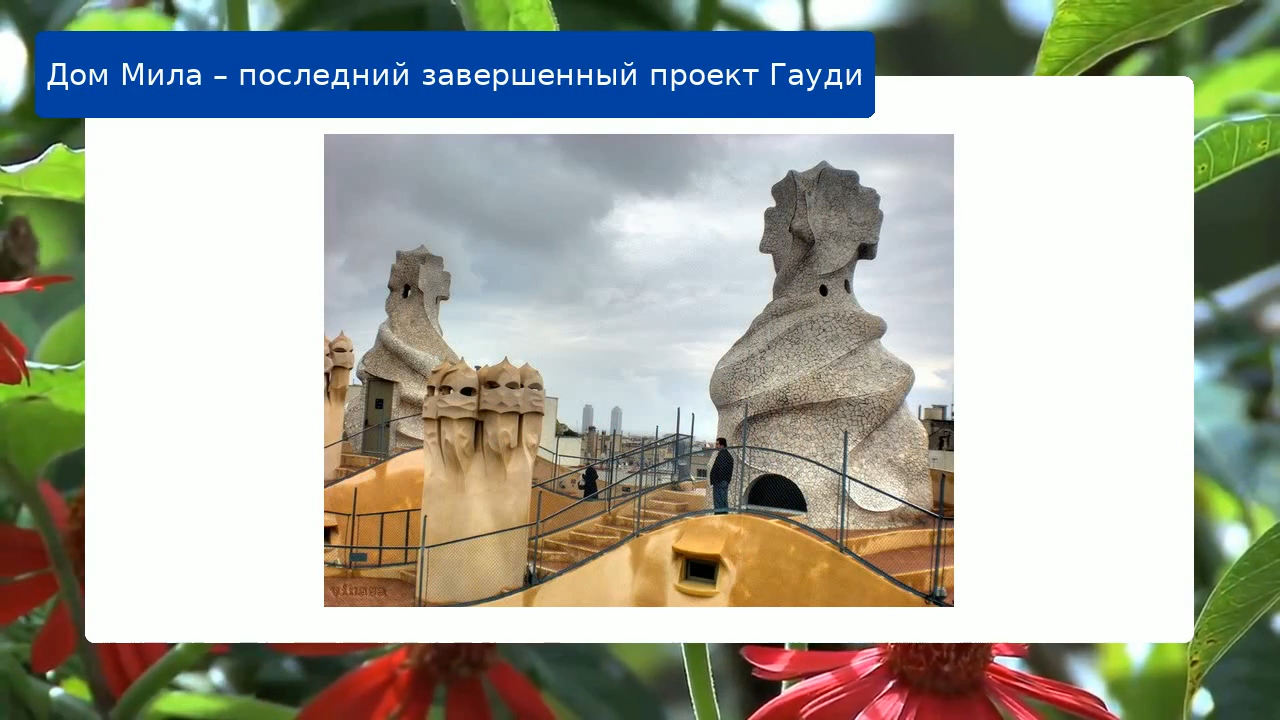 Дом Мила – последний завершенный проект Гауди